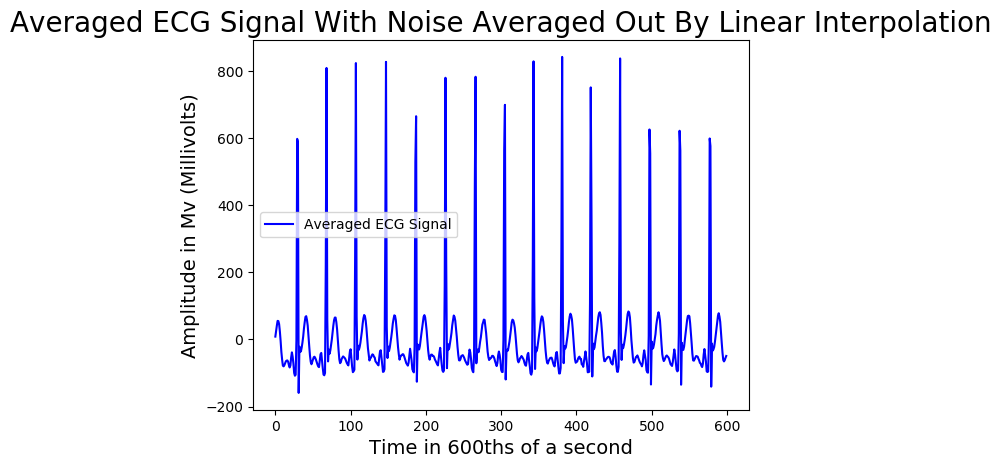 Averaged ECG Signal With Noise Averaged Out By Linear Interpolation
Amplitude in Mv (Millivolts)
800
600
400
200
0
−200
Averaged ECG Signal
0 100 200 300 400 500 600
Time in 600ths of a second